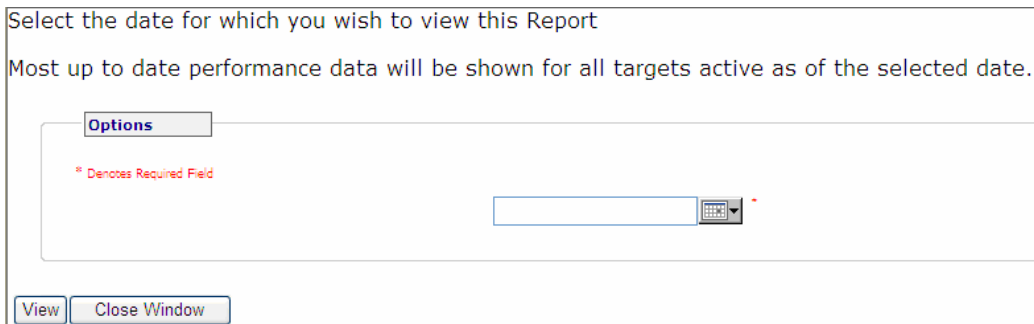 Select the date for which you wish to view this Report
Most up to date performance data will be shown for all targets active as of the selected date.
Options
* Denotes Required Field
*
View Close Window